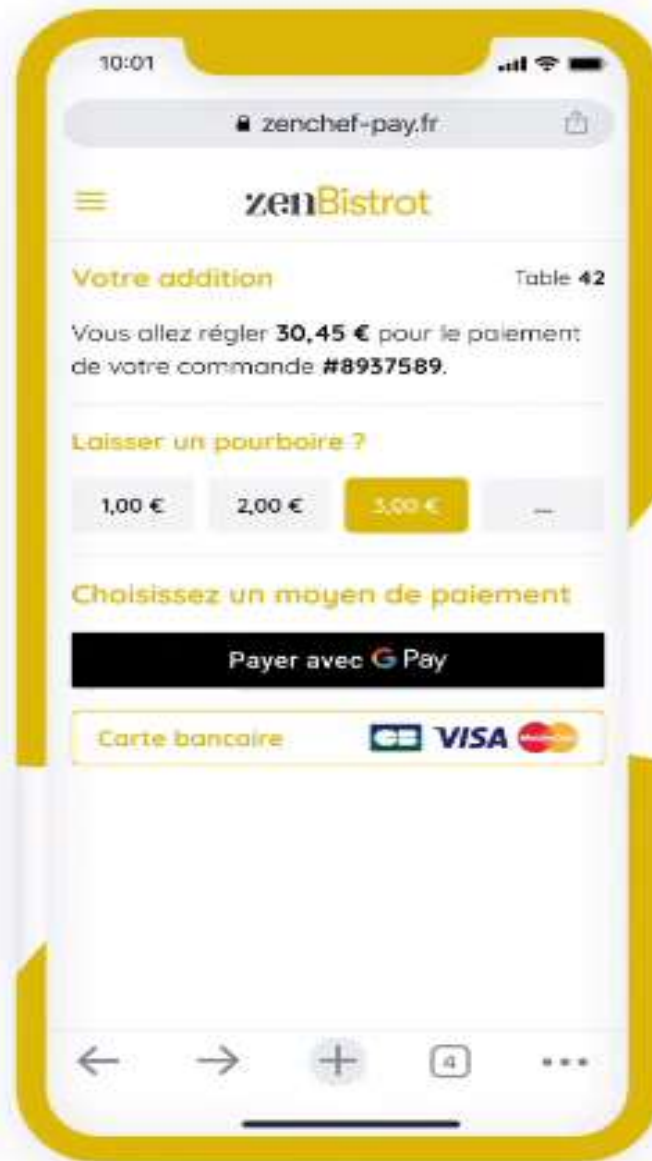 10:01
zenchef-pay.fr
zenBistrot
Votre addition Table 42
Vous allez régler 30,45 € pour le paiement
de votre commande #8937589.
Laisser un pourboire ?
1,00 € 2,00 € 3,00 € ...
Choisissez un moyen de paiement
Payer avec G Pay
Carte bancaire CB VISA
4